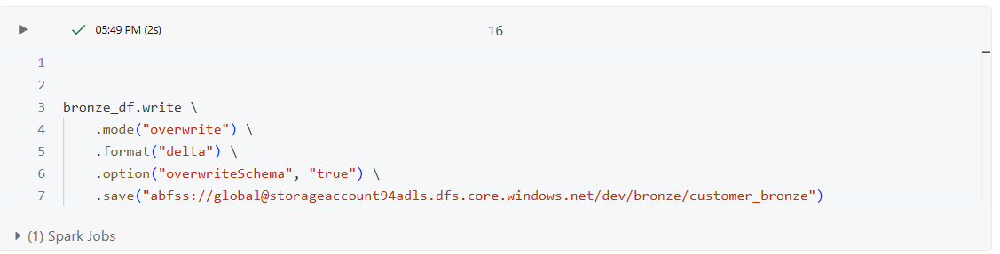 05:49 PM (2s) 16
1
2
3 bronze_df.write \
4 .mode("overwrite") \
5 .format("delta") \
6 .option("overwriteSchema", "true") \
7 .save("abfss://global@storageaccount94adls.dfs.core.windows.net/dev/bronze/customer_bronze")
(1) Spark Jobs